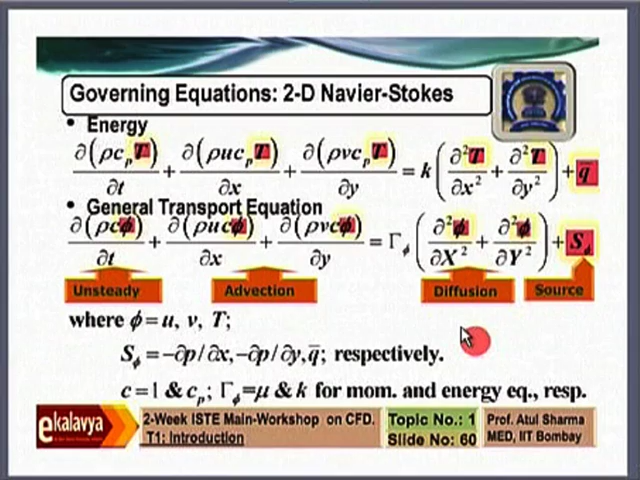 Governing Equations: 2-D Navier-Stokes
• Energy
∂(ρc_pT)/∂t + ∂(ρuc_pT)/∂x + ∂(ρvc_pT)/∂y = k(∂²T/∂x² + ∂²T/∂y²) + q̄
• General Transport Equation
∂(ρcϕ)/∂t + ∂(ρucϕ)/∂x + ∂(ρvcϕ)/∂y = Γ_ϕ(∂²ϕ/∂X² + ∂²ϕ/∂Y²) + S_ϕ
Unsteady Advection Diffusion Source
where ϕ = u, v, T;
S_ϕ = −∂p/∂x, −∂p/∂y, q̄; respectively.
c = 1 & c_p; Γ_ϕ = μ & k for mom. and energy eq., resp.
ekalavya
2-Week ISTE Main-Workshop on CFD.
T1: Introduction
Topic No.: 1
Slide No: 60
Prof. Atul Sharma
MED, IIT Bombay